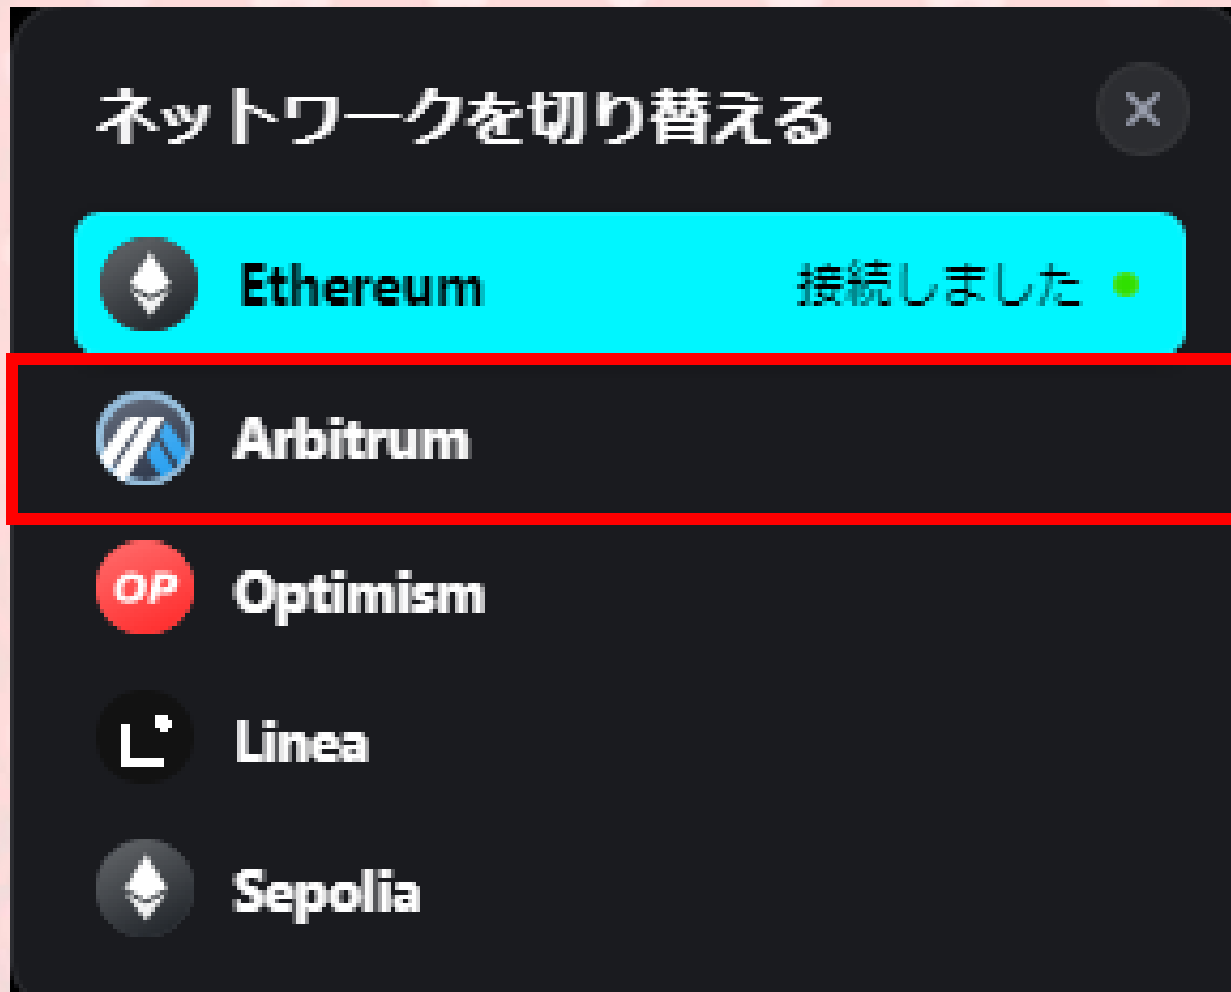 ネットワークを切り替える
Ethereum 接続しました
Arbitrum
OP Optimism
Linea
Sepolia